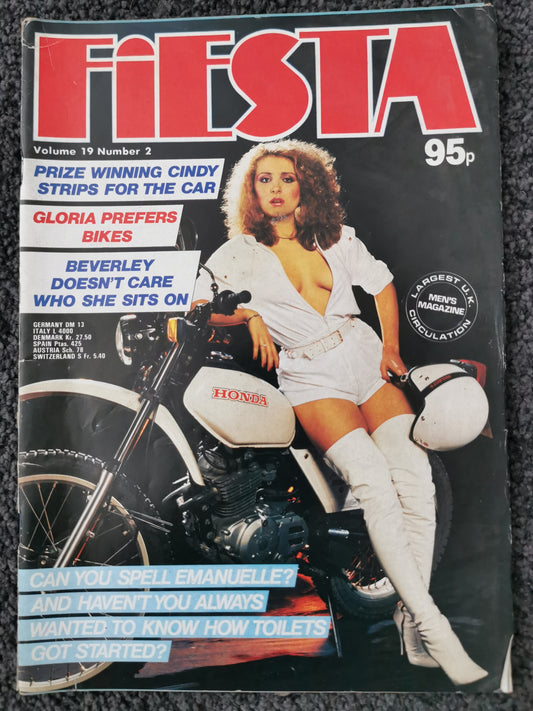 FiESTA
Volume 19 Number 2
95p
PRIZE WINNING CINDY
STRIPS FOR THE CAR
GLORIA PREFERS
BIKES
BEVERLEY
DOESN'T CARE
WHO SHE SITS ON
GERMANY DM 13
ITALY L 4000
DENMARK Kr. 27.50
SPAIN Ptas. 425
AUSTRIA Sch. 78
SWITZERLAND S Fr. 5.40
LARGEST U.K.
MEN'S
MAGAZINE
CIRCULATION
HONDA
CAN YOU SPELL EMANUELLE?
AND HAVEN'T YOU ALWAYS
WANTED TO KNOW HOW TOILETS
GOT STARTED?